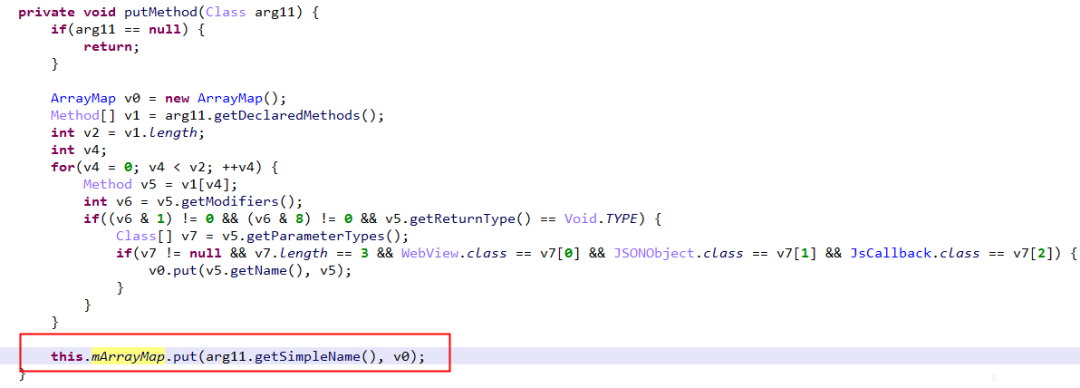 private void putMethod(Class arg11) {
    if(arg11 == null) {
        return;
    }

    ArrayMap v0 = new ArrayMap();
    Method[] v1 = arg11.getDeclaredMethods();
    int v2 = v1.length;
    int v4;
    for(v4 = 0; v4 < v2; ++v4) {
        Method v5 = v1[v4];
        int v6 = v5.getModifiers();
        if((v6 & 1) != 0 && (v6 & 8) != 0 && v5.getReturnType() == Void.TYPE) {
            Class[] v7 = v5.getParameterTypes();
            if(v7 != null && v7.length == 3 && WebView.class == v7[0] && JSONObject.class == v7[1] && JsCallback.class == v7[2]) {
                v0.put(v5.getName(), v5);
            }
        }
    }

    this.mArrayMap.put(arg11.getSimpleName(), v0);
}